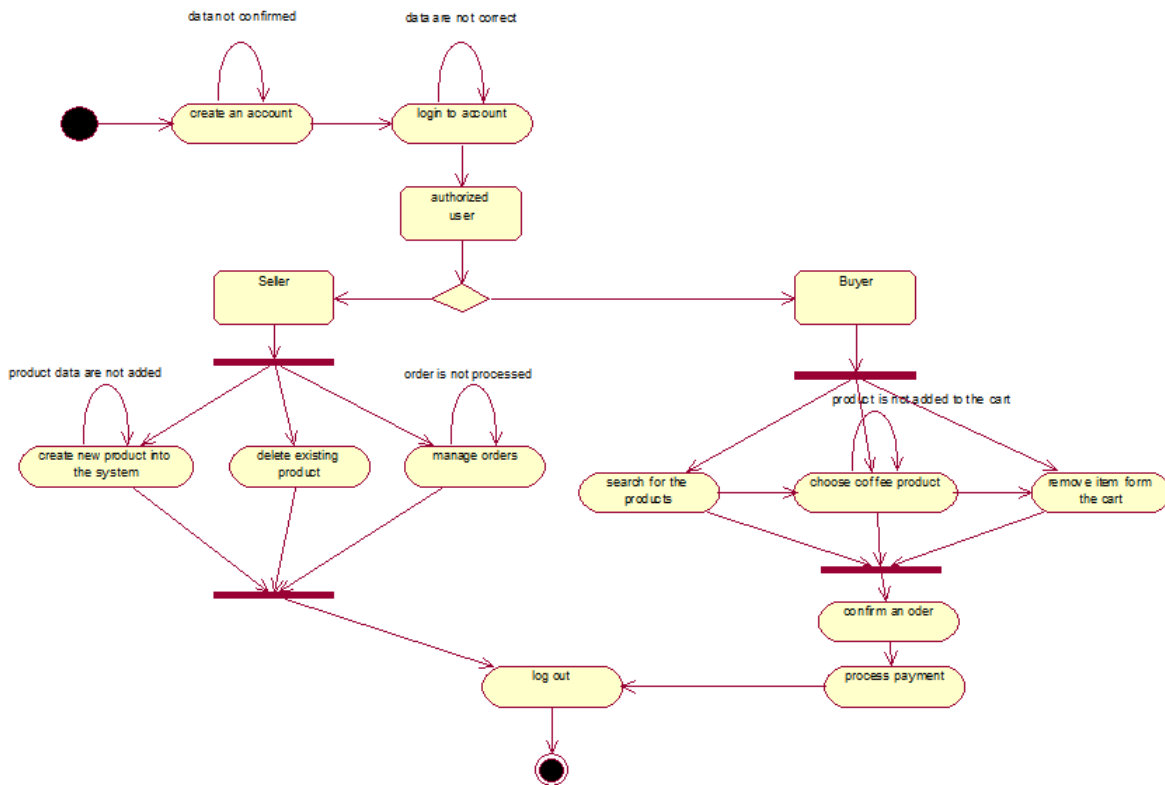 data not confirmed
data are not correct
create an account
login to account
authorized
user
Seller
Buyer
product data are not added
order is not processed
product is not added to the cart
create new product into
the system
delete existing
product
manage orders
search for the
products
choose coffee product
remove item form
the cart
confirm an oder
log out
process payment